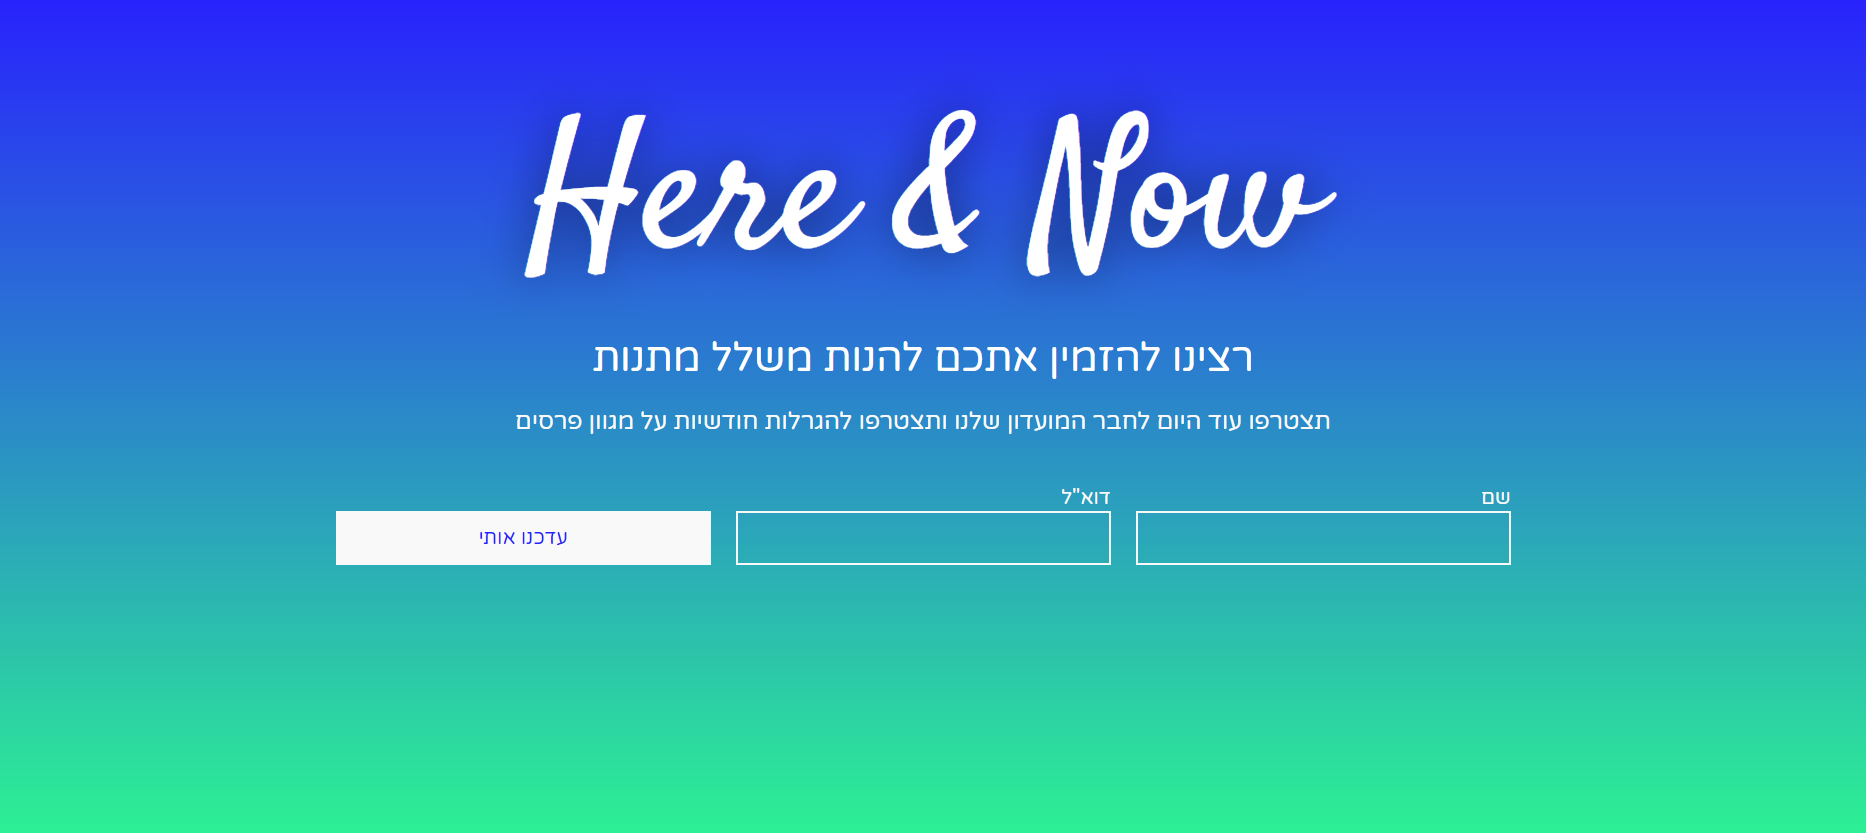 Here & Now
רצינו להזמין אתכם להנות משלל מתנות
תצטרפו עוד היום לחבר המועדון שלנו ותצטרפו להגרלות חודשיות על מגוון פרסים
שם
דוא"ל
עדכנו אותי